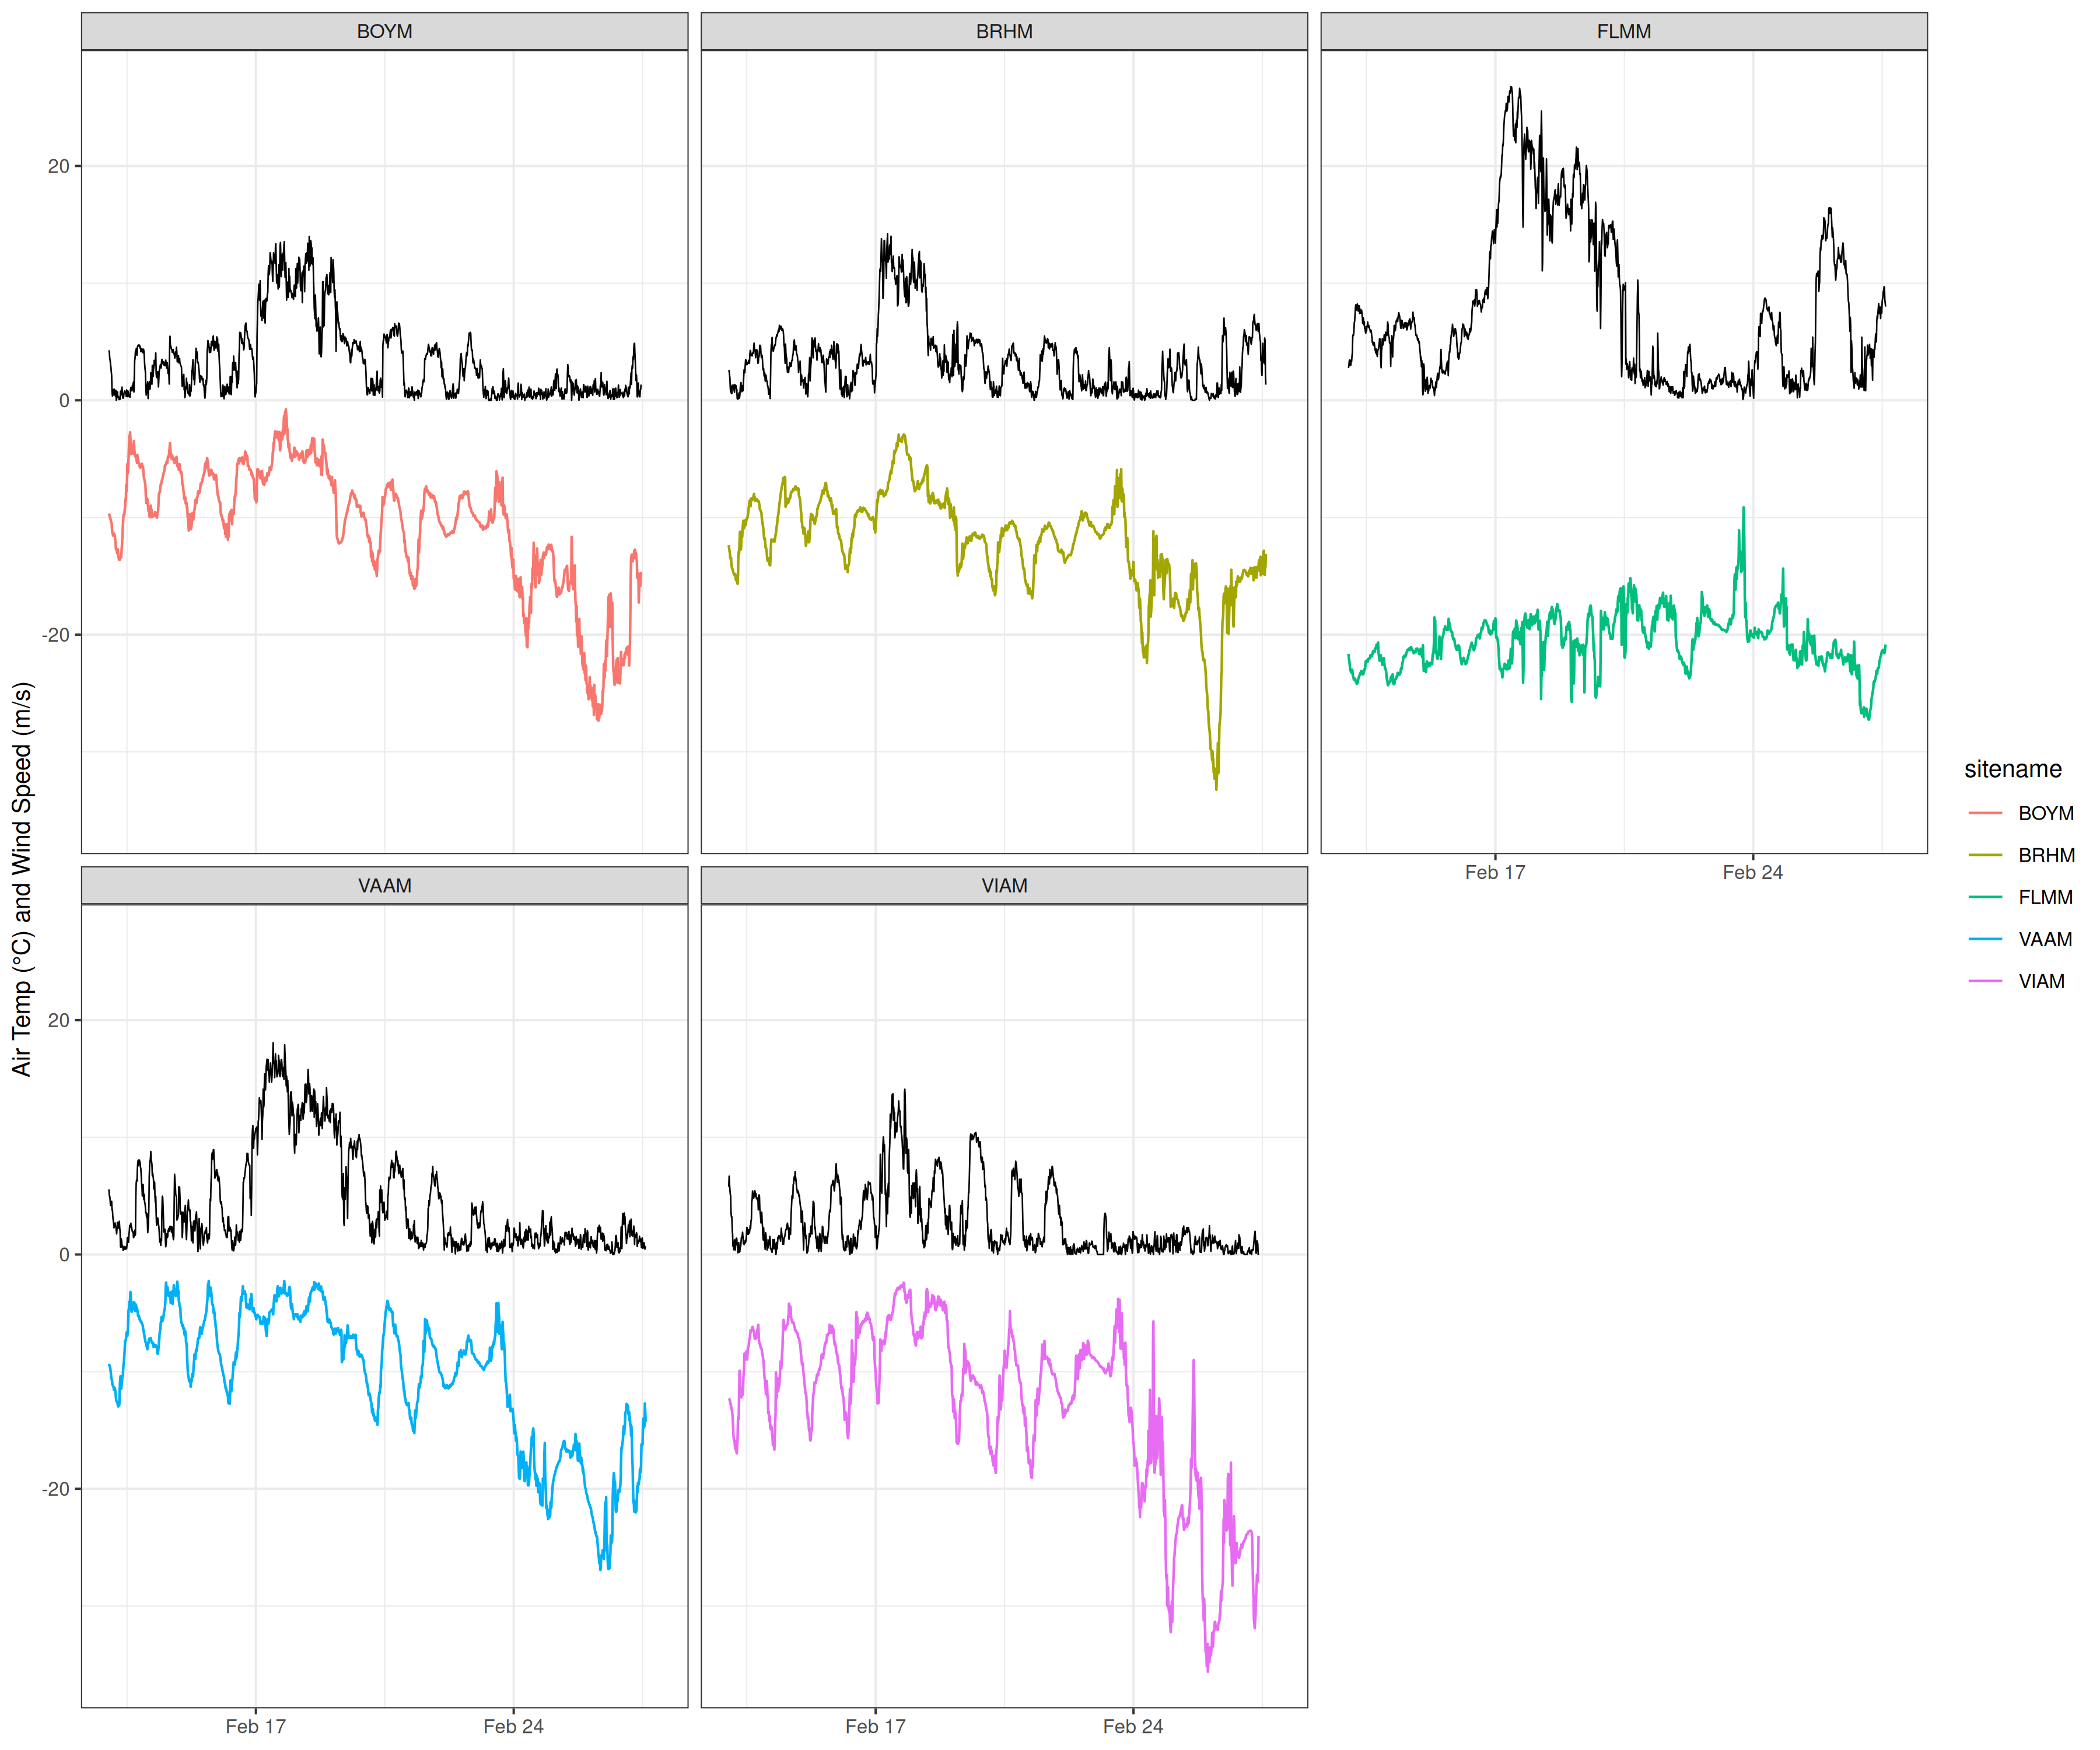 BOYM
BRHM
FLMM
20
0
-20
Feb 17
Feb 24
VAAM
VIAM
20
0
-20
Feb 17
Feb 24
Feb 17
Feb 24
Air Temp (°C) and Wind Speed (m/s)
sitename
BOYM
BRHM
FLMM
VAAM
VIAM